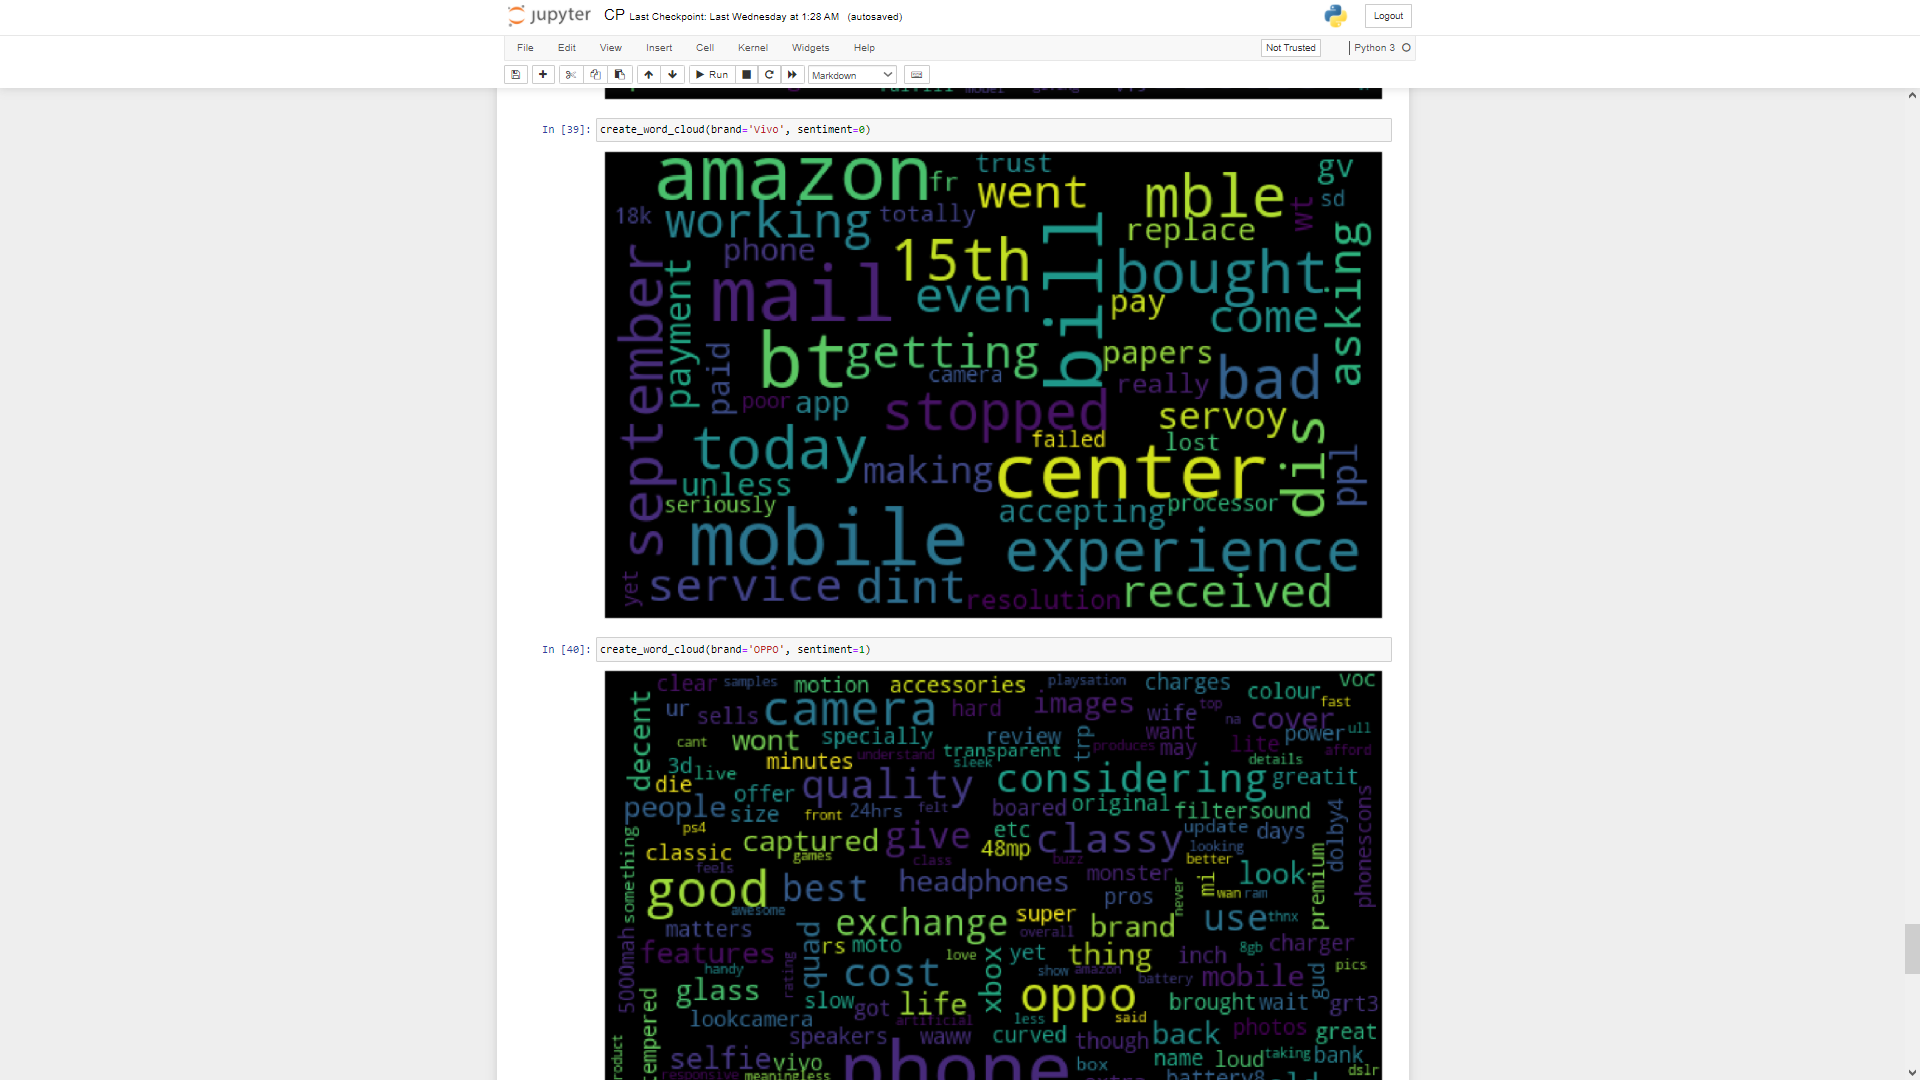 jupyter CP Last Checkpoint: Last Wednesday at 1:28 AM (autosaved) Logout
File Edit View Insert Cell Kernel Widgets Help Not Trusted Python 3
Run Markdown
In [39]: create_word_cloud(brand='Vivo', sentiment=0)
amazon fr trust went mble gv sd
18k working totally replace wt
phone 15th bill bought asking
september payment mail even pay come
paid bt getting camera papers really bad
poor app stopped servoy dis ppl
today failed lost
unless making center processor
seriously accepting
mobile experience
yet service dint resolution received
In [40]: create_word_cloud(brand='OPPO', sentiment=1)
clear samples motion accessories playsation charges colour voc
decent ur sells camera hard images wife top na cover fast
cant wont specially review trp want power ull
minutes understand transparent produces may lite afford
3d live sleek details
die quality considering greatit
people offer size front 24hrs felt boared original filtersound
ps4 captured give etc classy update days dolby4 phonescons
something classic games class 48mp buzz looking better
feels monster look premium
good best headphones pros never mi wan ram
awesome exchange super brand use thnx
matters quad rs moto overall
5000mah features love yet thing inch 8gb charger
handy rating cost xbox show amazon battery mobile gud pics
glass slow got life oppo brought wait grt3
tempered lookcamera artificial less said
speakers waww curved though back photos great
selfie vivo phone box name loud taking bank
responsive meaningless dslr